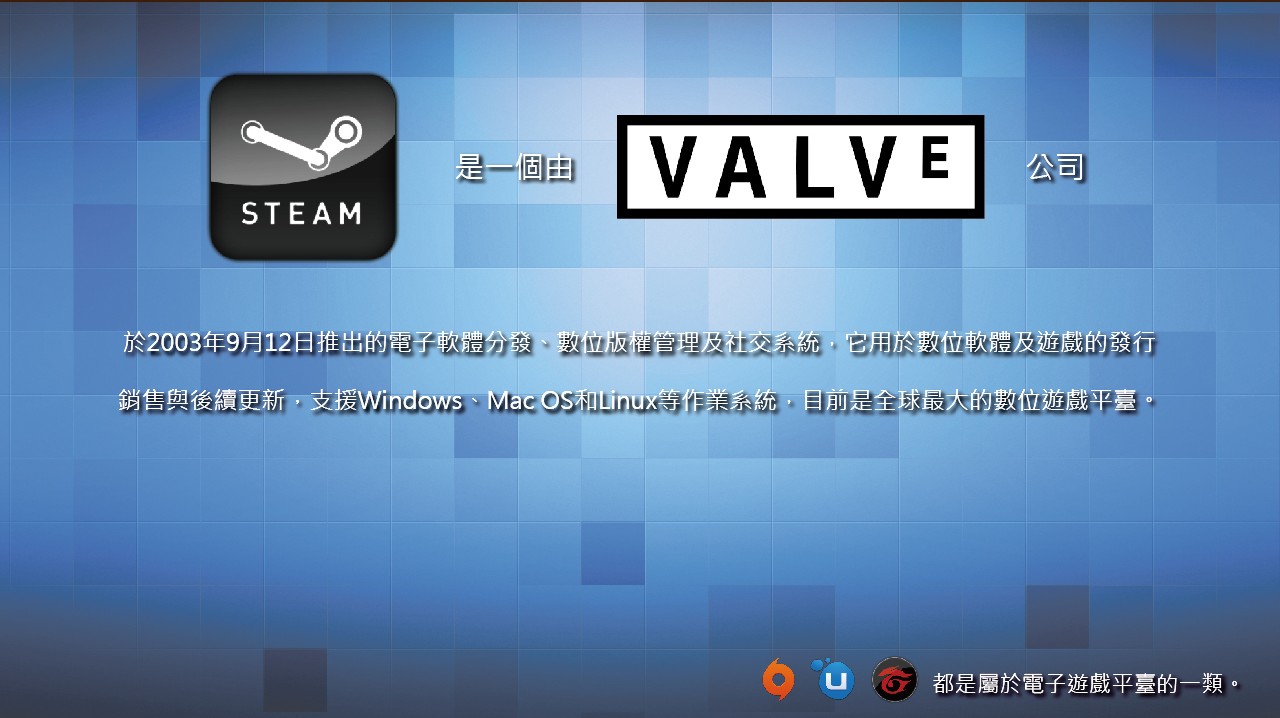 STEAM
是一個由
VALVE
公司
於2003年9月12日推出的電子軟體分發、數位版權管理及社交系統，它用於數位軟體及遊戲的發行
銷售與後續更新，支援Windows、Mac OS和Linux等作業系統，目前是全球最大的數位遊戲平臺。
u
都是屬於電子遊戲平臺的一類。